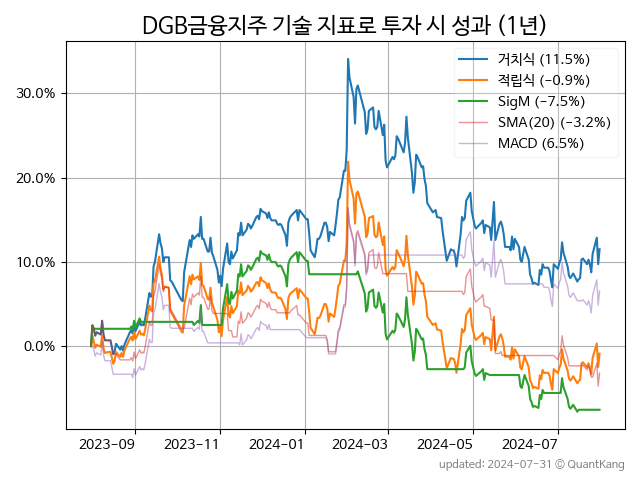 DGB금융지주 기술 지표로 투자 시 성과 (1년)
거치식 (11.5%)
적립식 (−0.9%)
SigM (−7.5%)
SMA(20) (−3.2%)
MACD (6.5%)
30.0%
20.0%
10.0%
0.0%
2023-09 2023-11 2024-01 2024-03 2024-05 2024-07
updated: 2024-07-31 © QuantKang